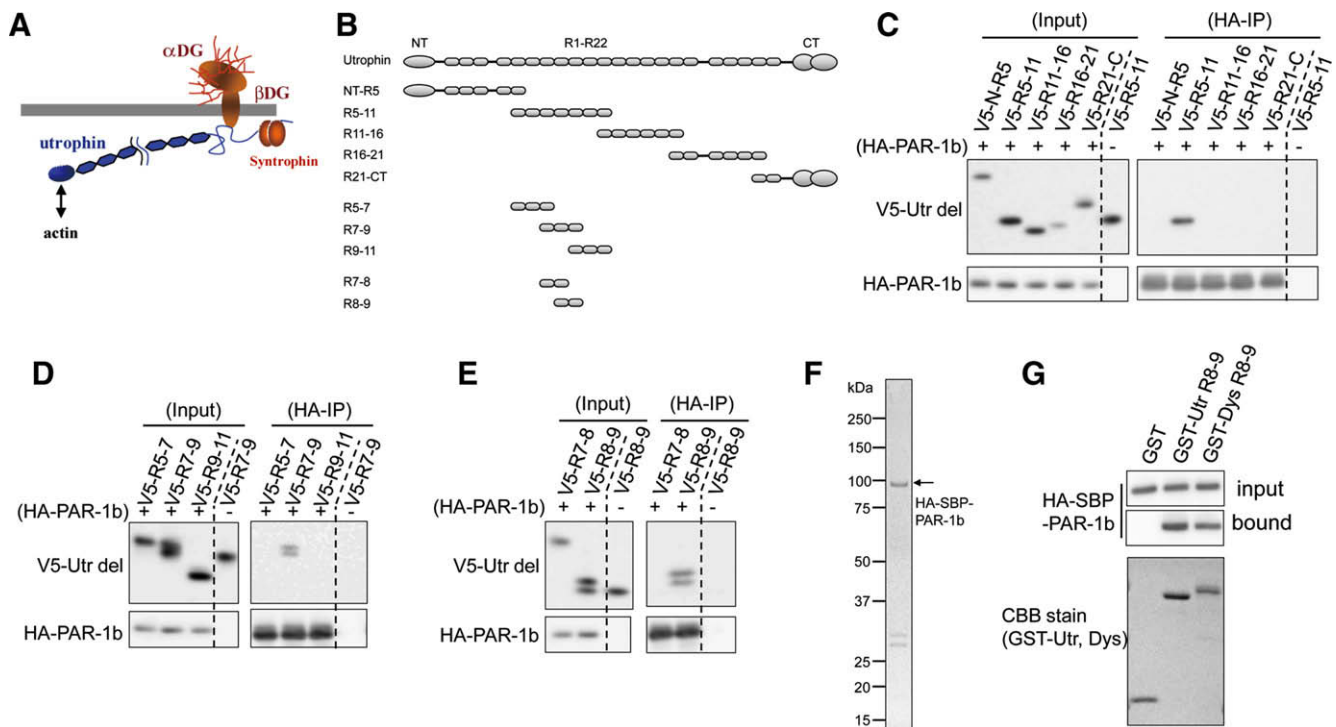 A
αDG
βDG
utrophin
Syntrophin
actin
B
NT R1-R22 CT
Utrophin
NT-R5
R5-11
R11-16
R16-21
R21-CT
R5-7
R7-9
R9-11
R7-8
R8-9
C
(Input) (HA-IP)
V5-N-R5 V5-R5-11 V5-R11-16 V5-R16-21 V5-R21-C V5-R5-11 V5-N-R5 V5-R5-11 V5-R11-16 V5-R16-21 V5-R21-C V5-R5-11
(HA-PAR-1b) + + + + + - + + + + + -
V5-Utr del
HA-PAR-1b
D
(Input) (HA-IP)
V5-R5-7 V5-R7-9 V5-R9-11 V5-R7-9 V5-R5-7 V5-R7-9 V5-R9-11 V5-R7-9
(HA-PAR-1b) + + + - + + + -
V5-Utr del
HA-PAR-1b
E
(Input) (HA-IP)
V5-R7-8 V5-R8-9 V5-R8-9 V5-R7-8 V5-R8-9 V5-R8-9
(HA-PAR-1b) + + - + + -
V5-Utr del
HA-PAR-1b
F
kDa
250
150
100
75
50
37
25
20
15
HA-SBP-
PAR-1b
G
GST GST-Utr R8-9 GST-Dys R8-9
HA-SBP
-PAR-1b
input
bound
CBB stain
(GST-Utr, Dys)